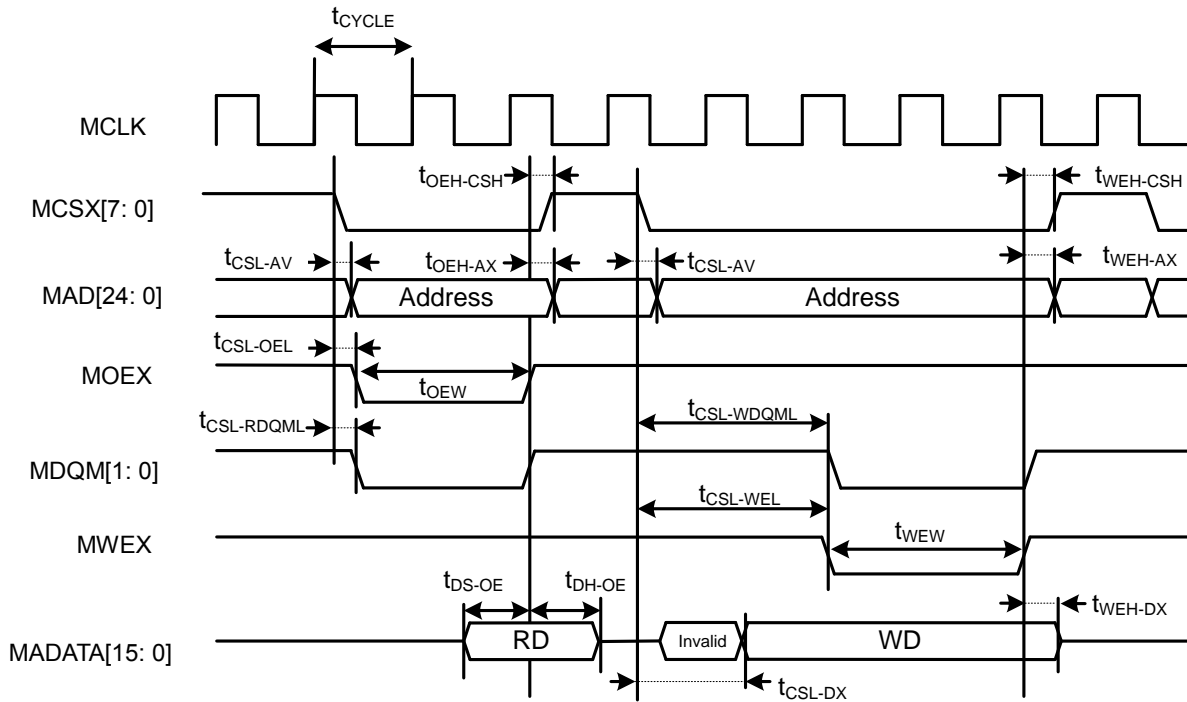 tCYCLE
MCLK
tOEH-CSH
tWEH-CSH
MCSX[7: 0]
tCSL-AV
tOEH-AX
tCSL-AV
tWEH-AX
MAD[24: 0]
Address
Address
tCSL-OEL
MOEX
tOEW
tCSL-RDQML
tCSL-WDQML
MDQM[1: 0]
tCSL-WEL
MWEX
tWEW
tDS-OE
tDH-OE
tWEH-DX
MADATA[15: 0]
RD
Invalid
WD
tCSL-DX